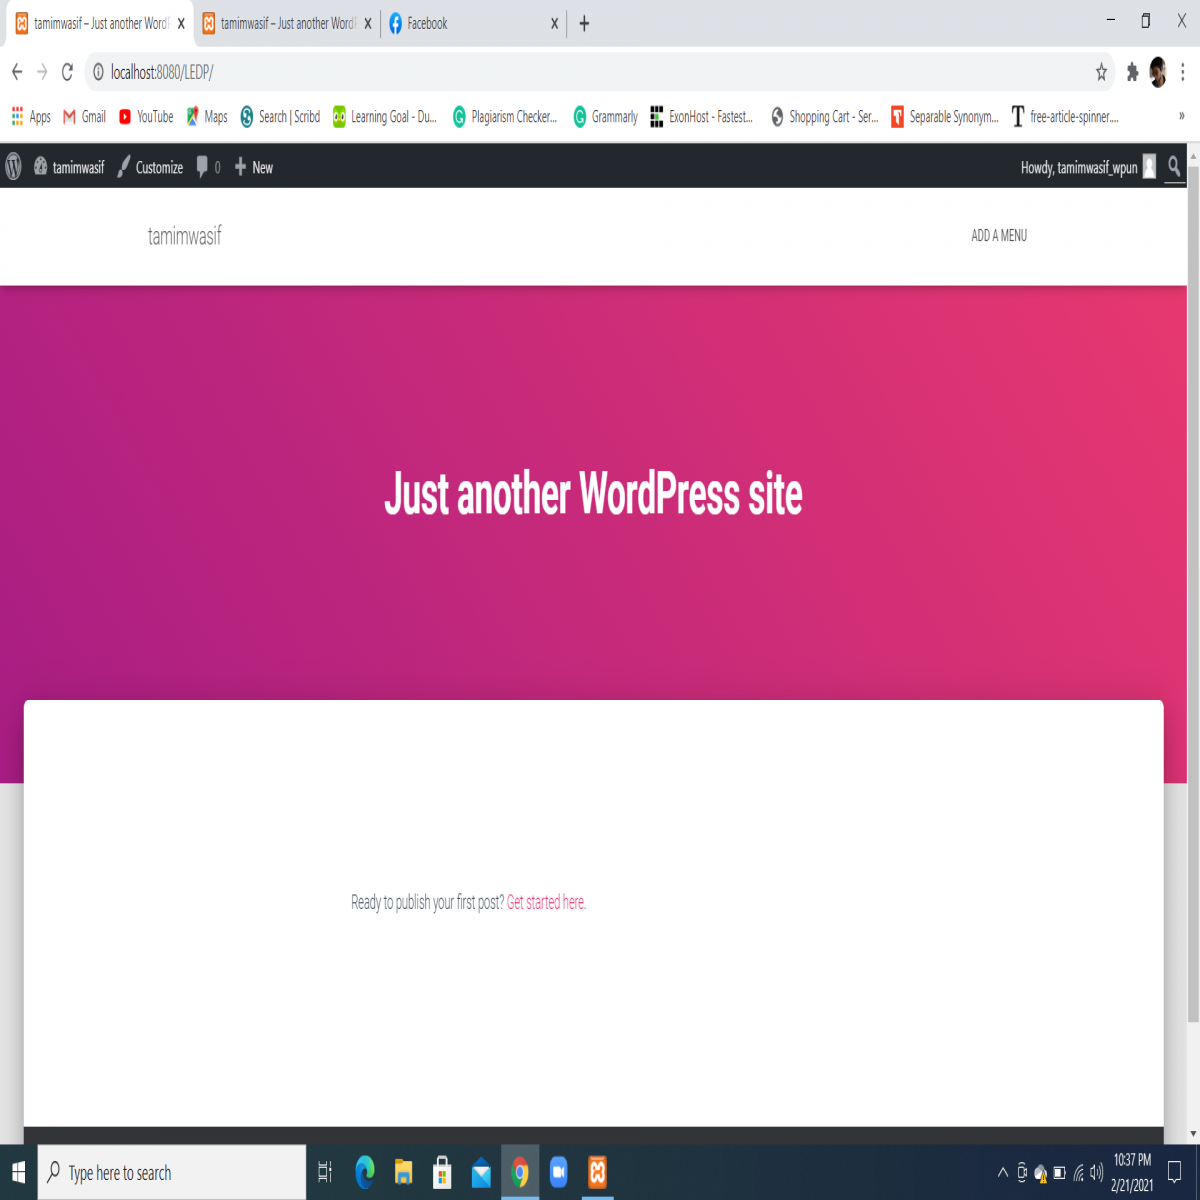 tamimwasif – Just another WordP
tamimwasif – Just another WordP
Facebook
localhost:8080/LEDP/
Apps
Gmail
YouTube
Maps
Search | Scribd
Learning Goal - Du...
Plagiarism Checker...
Grammarly
ExonHost - Fastest...
Shopping Cart - Ser...
Separable Synonym...
free-article-spinner....
»
tamimwasif
Customize
0
New
Howdy, tamimwasif_wpun
tamimwasif
ADD A MENU
Just another WordPress site
Ready to publish your first post? Get started here.
Type here to search
10:37 PM
2/21/2021